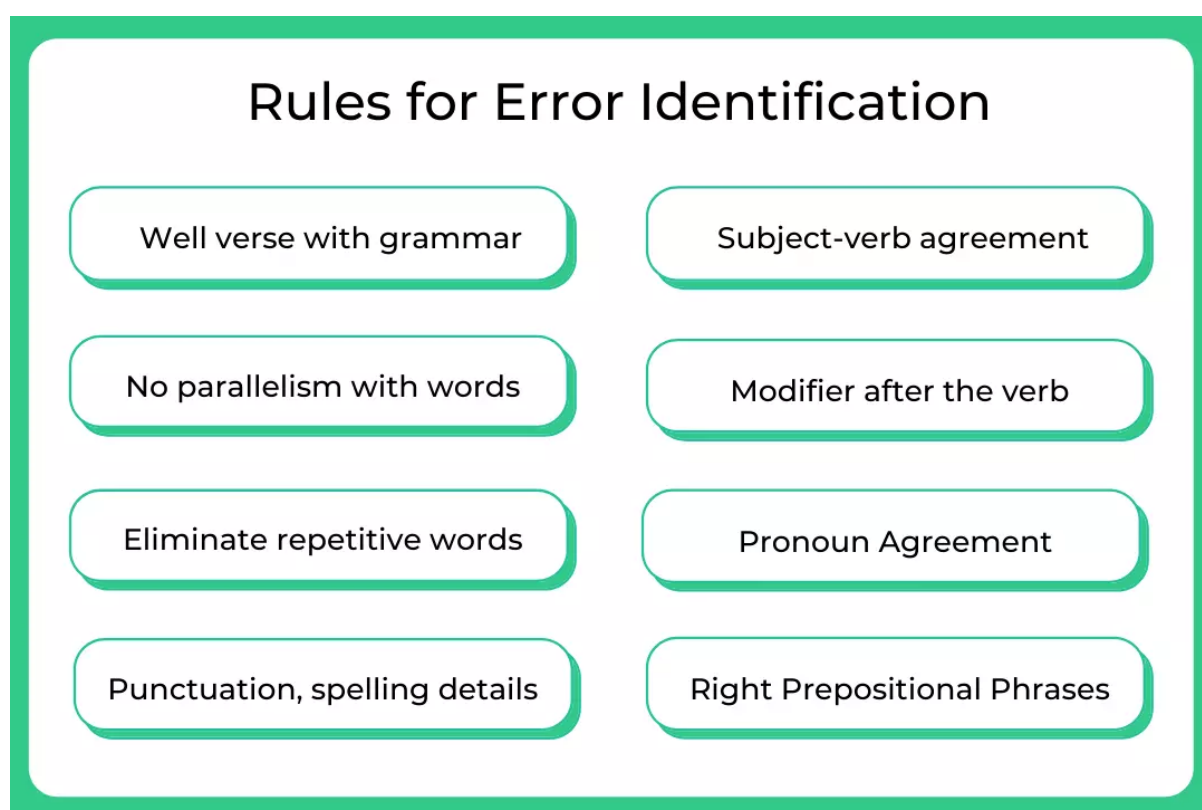 Rules for Error Identification
Well verse with grammar
Subject-verb agreement
No parallelism with words
Modifier after the verb
Eliminate repetitive words
Pronoun Agreement
Punctuation, spelling details
Right Prepositional Phrases